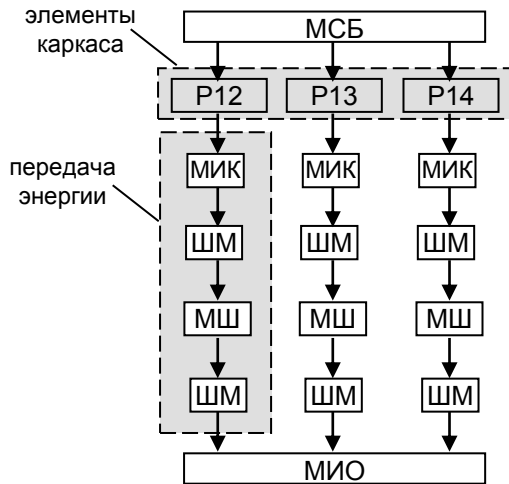 элементы
каркаса
МСБ
Р12 Р13 Р14
передача
энергии
МИК МИК МИК
ШМ ШМ ШМ
МШ МШ МШ
ШМ ШМ ШМ
МИО